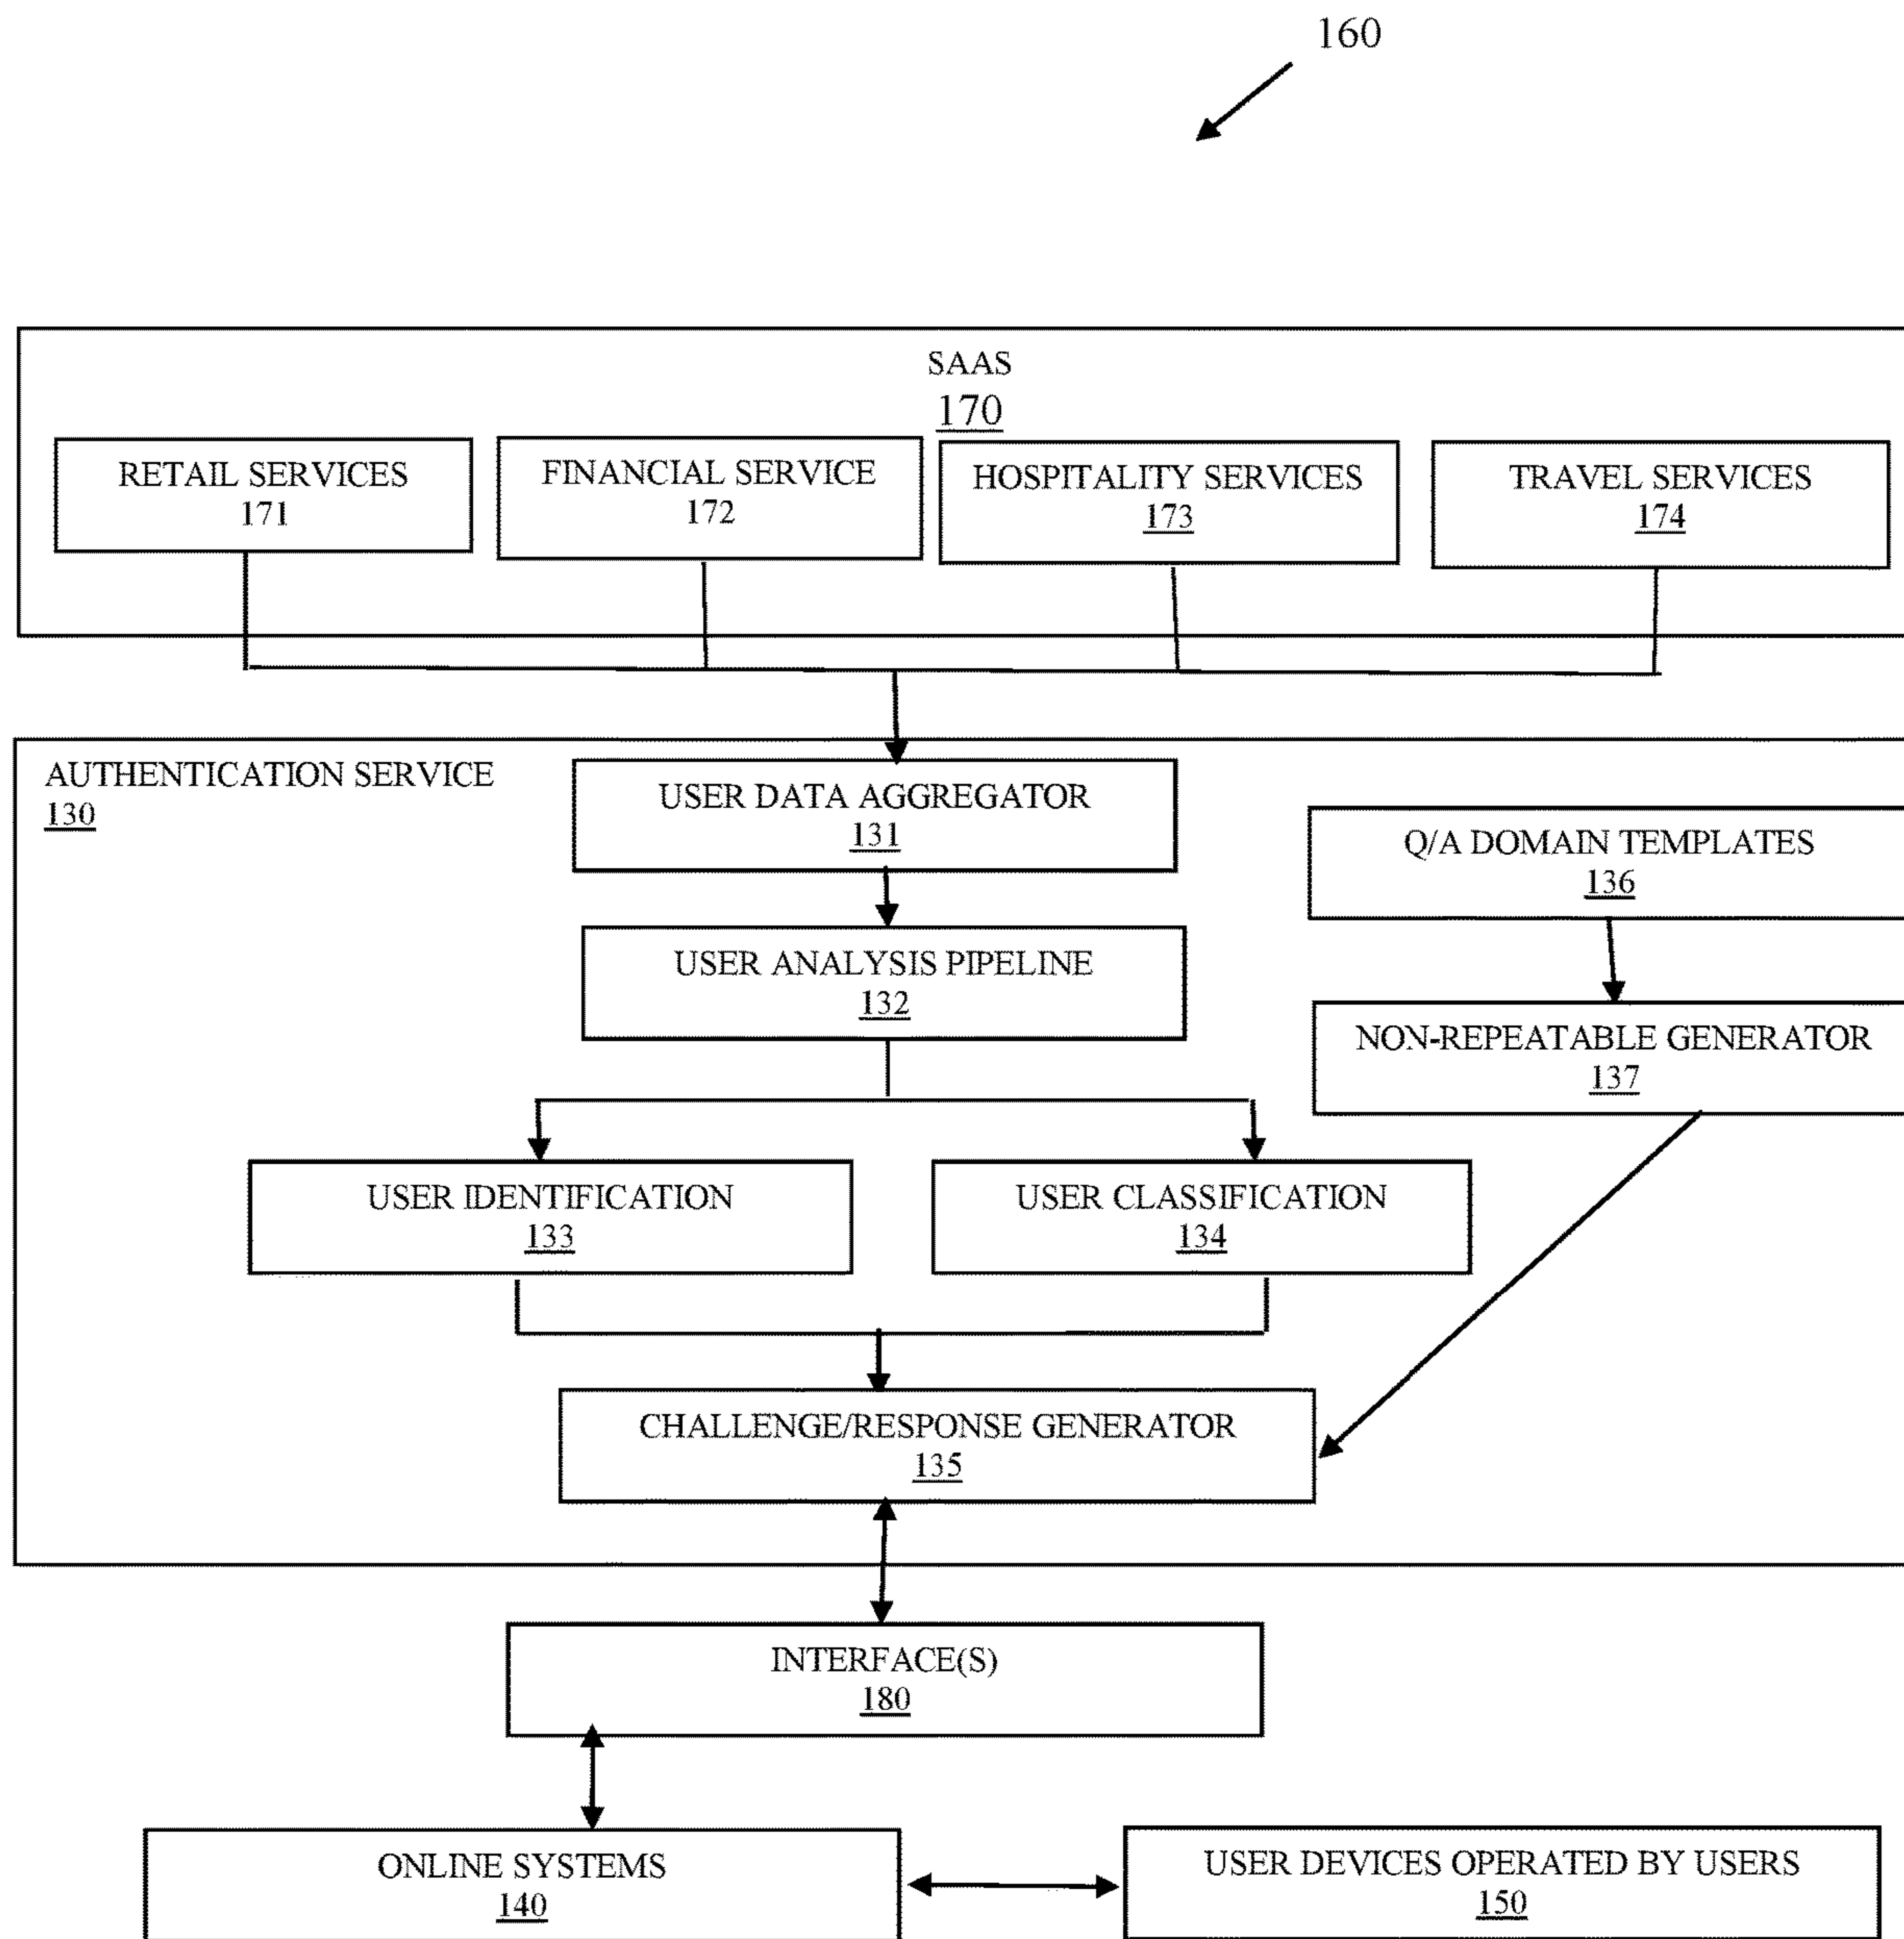 160
SAAS
170
RETAIL SERVICES
171
FINANCIAL SERVICE
172
HOSPITALITY SERVICES
173
TRAVEL SERVICES
174
AUTHENTICATION SERVICE
130
USER DATA AGGREGATOR
131
Q/A DOMAIN TEMPLATES
136
USER ANALYSIS PIPELINE
132
NON-REPEATABLE GENERATOR
137
USER IDENTIFICATION
133
USER CLASSIFICATION
134
CHALLENGE/RESPONSE GENERATOR
135
INTERFACE(S)
180
ONLINE SYSTEMS
140
USER DEVICES OPERATED BY USERS
150